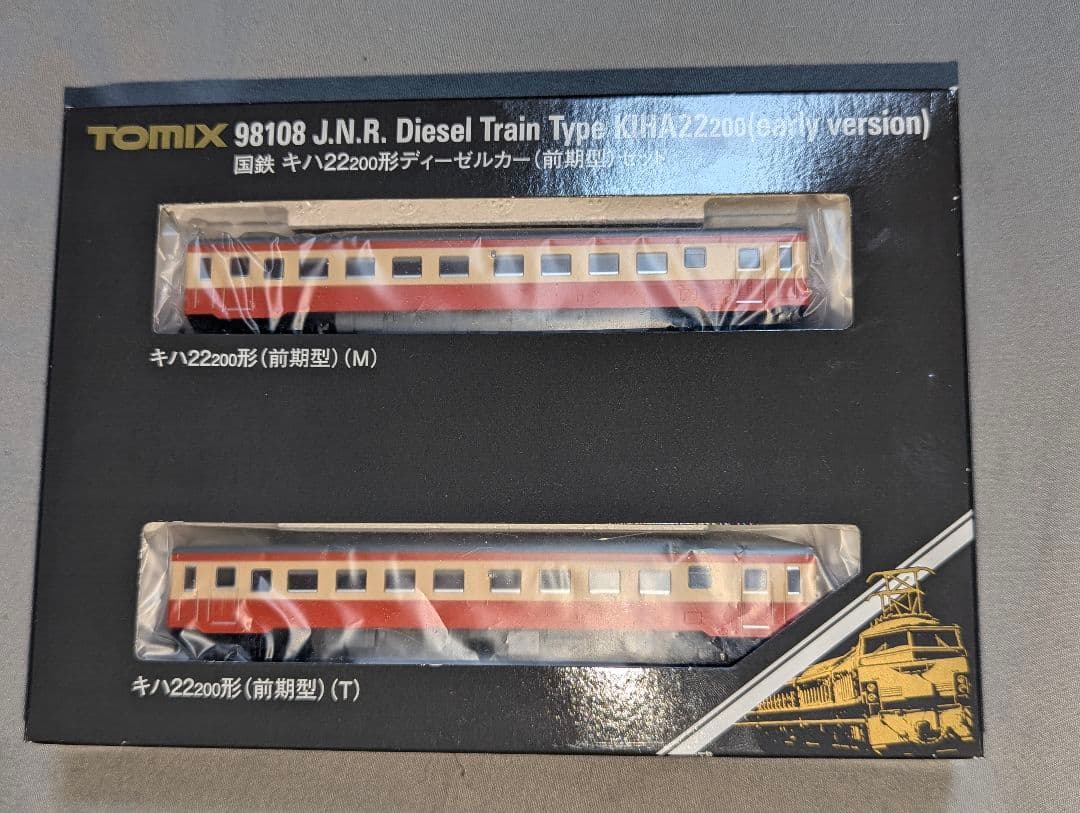 TOMIX 98108 J.N.R. Diesel Train Type KIHA22200(early version)
国鉄 キハ22200形ディーゼルカー(前期型)セット
キハ22200形(前期型)(M)
キハ22200形(前期型)(T)